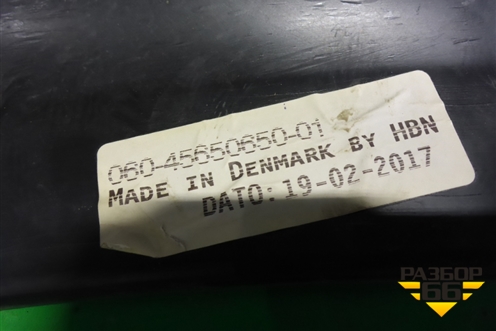 060-45650650-01
MADE IN DENMARK BY HBN
DATO: 19-02-2017
РАЗБОР
66